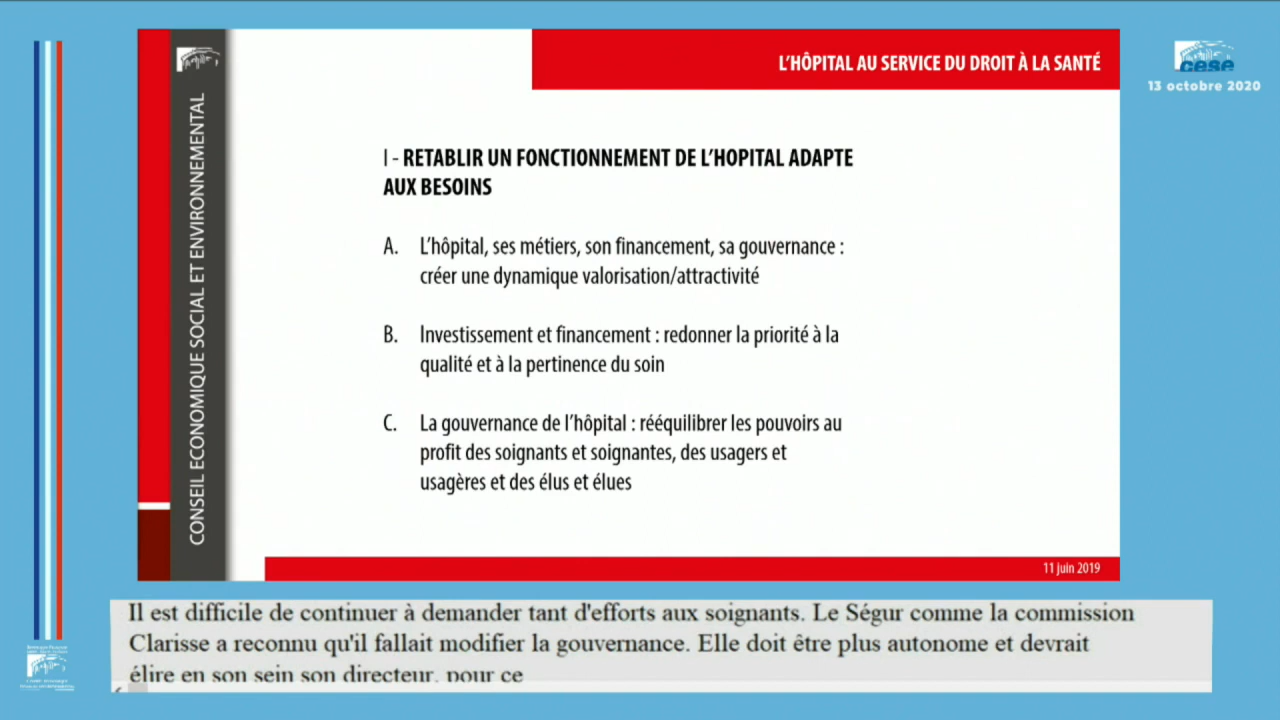 L'HÔPITAL AU SERVICE DU DROIT À LA SANTÉ
cese
13 octobre 2020
CONSEIL ECONOMIQUE SOCIAL ET ENVIRONNEMENTAL
I - RETABLIR UN FONCTIONNEMENT DE L'HOPITAL ADAPTE
AUX BESOINS
A. L'hôpital, ses métiers, son financement, sa gouvernance :
créer une dynamique valorisation/attractivité
B. Investissement et financement : redonner la priorité à la
qualité et à la pertinence du soin
C. La gouvernance de l'hôpital : rééquilibrer les pouvoirs au
profit des soignants et soignantes, des usagers et
usagères et des élus et élues
11 juin 2019
Il est difficile de continuer à demander tant d'efforts aux soignants. Le Ségur comme la commission
Clarisse a reconnu qu'il fallait modifier la gouvernance. Elle doit être plus autonome et devrait
élire en son sein son directeur, pour ce